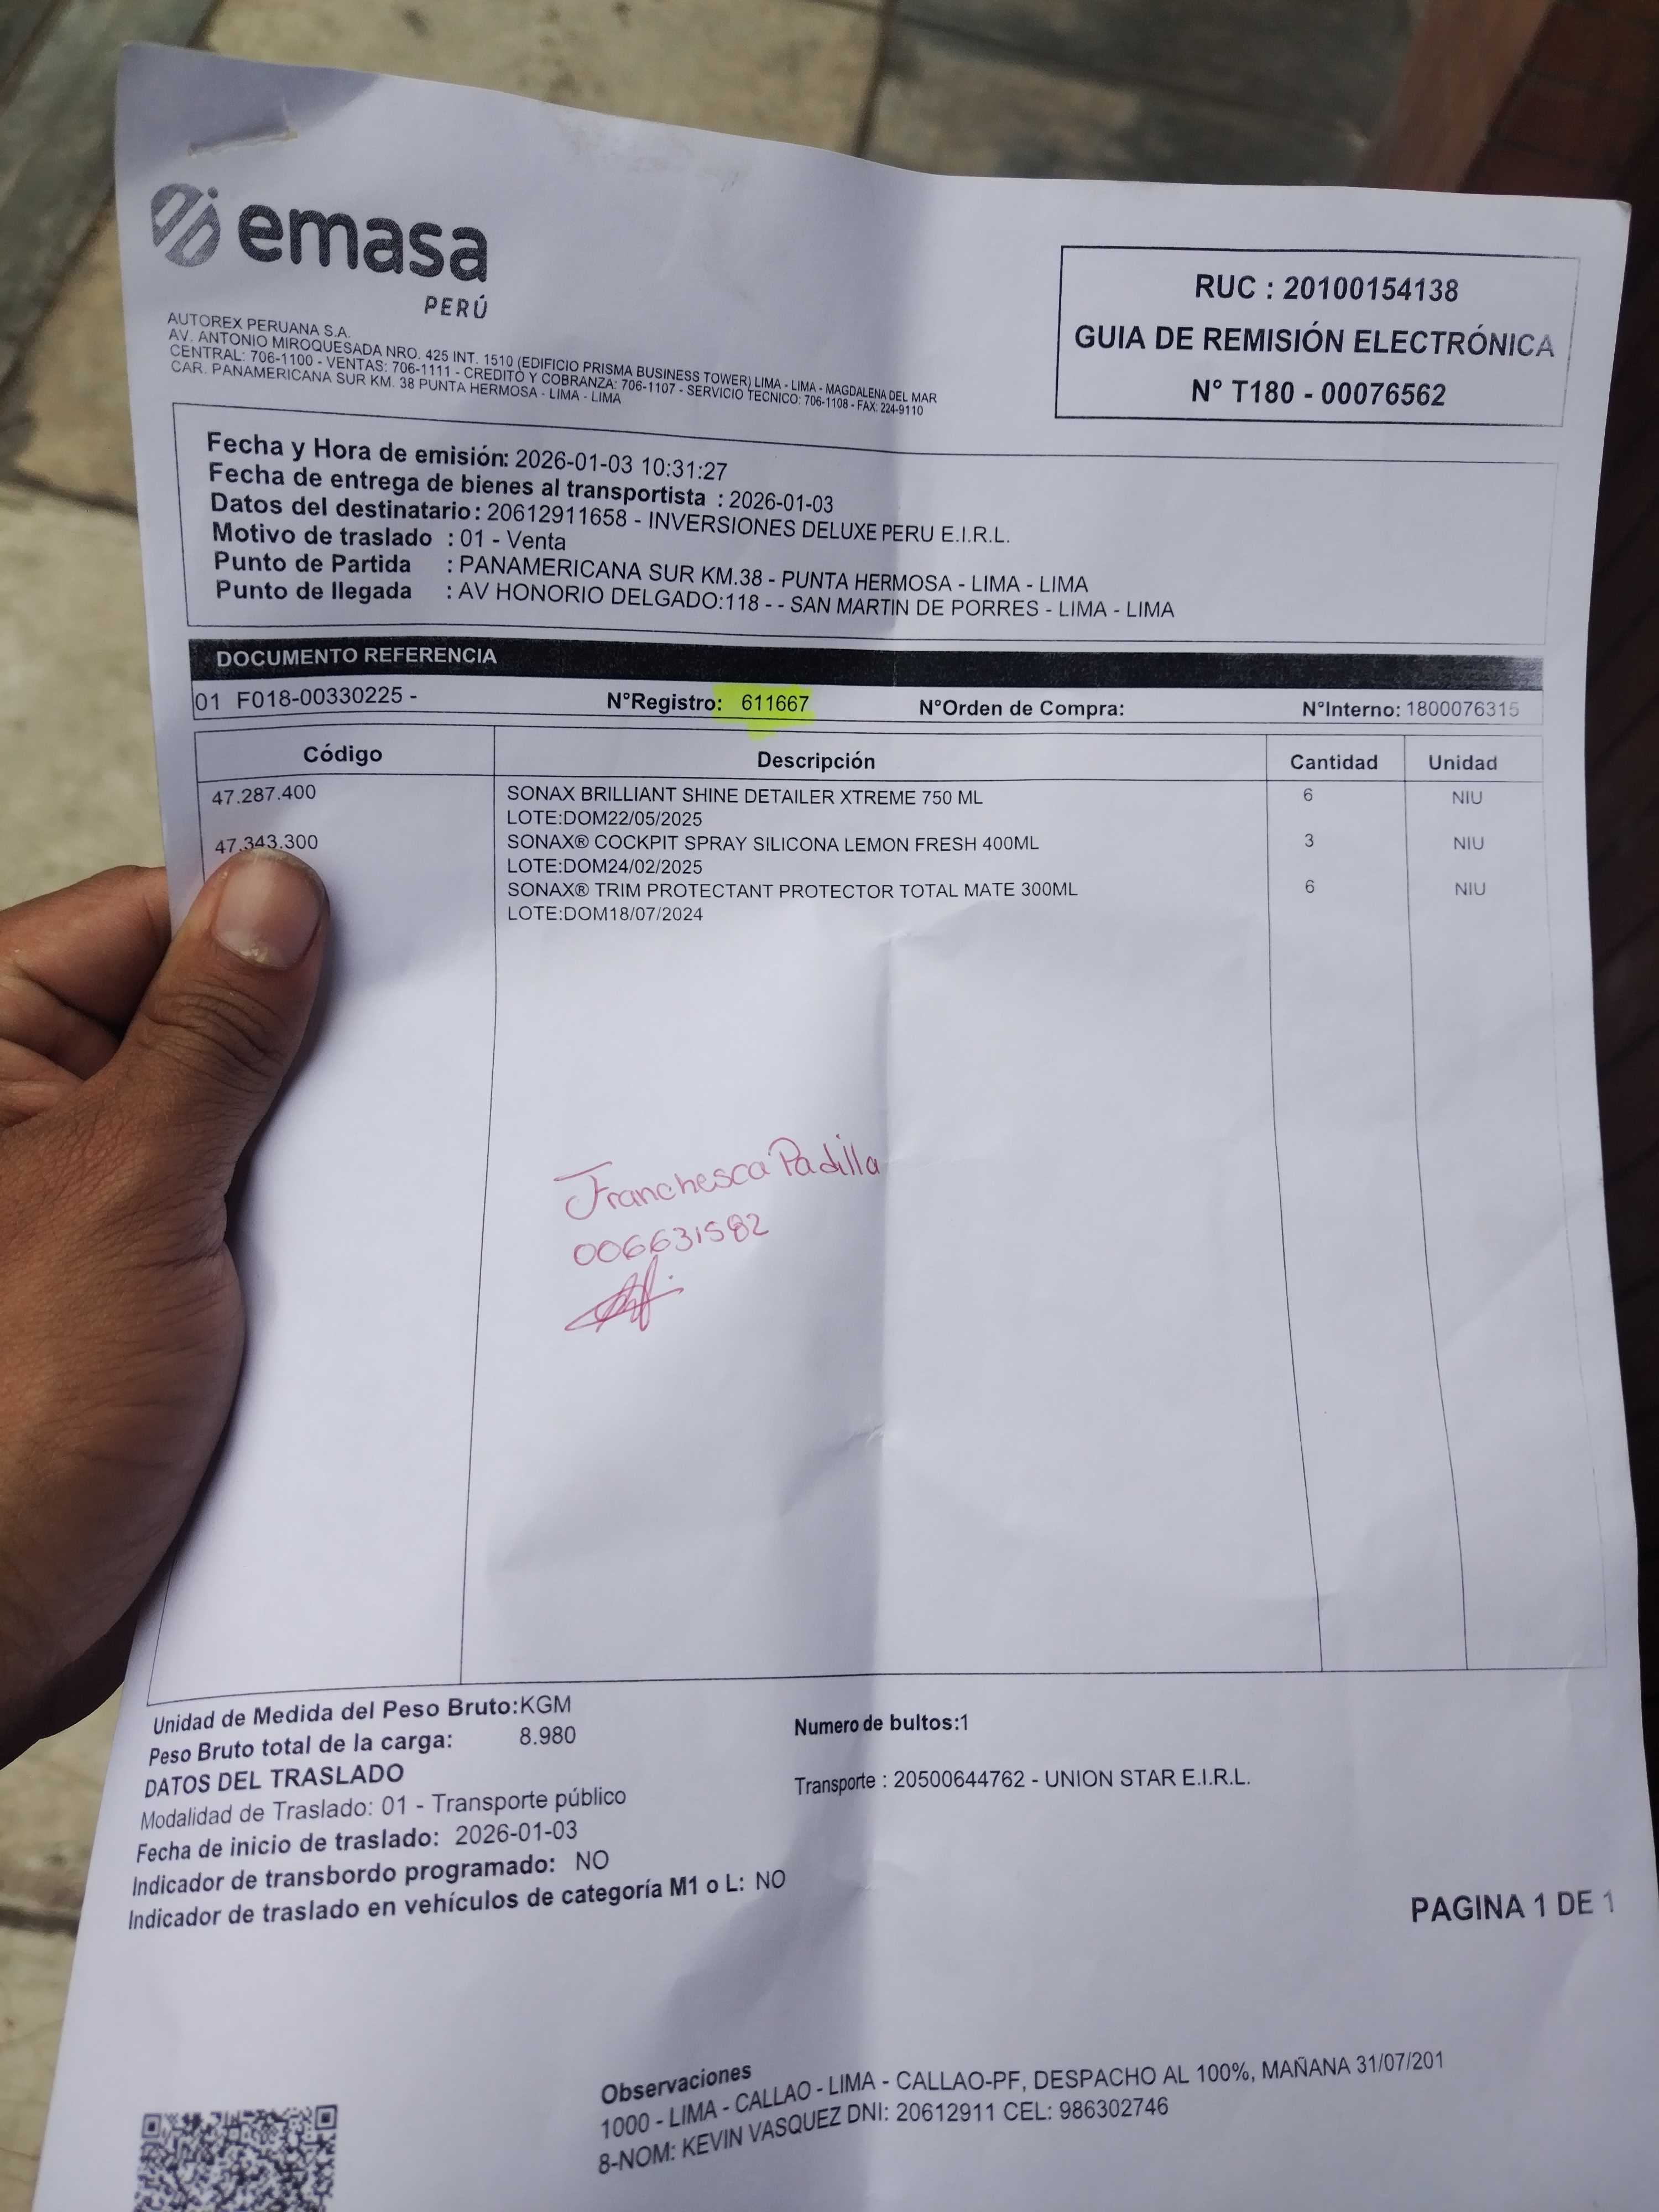 emasa
PERÚ
AUTOREX PERUANA S.A.
AV. ANTONIO MIROQUESADA NRO. 425 INT. 1510 (EDIFICIO PRISMA BUSINESS TOWER) LIMA - LIMA - MAGDALENA DEL MAR
CENTRAL: 706-1100 - VENTAS: 706-1111 - CREDITO Y COBRANZA: 706-1107 - SERVICIO TECNICO: 706-1108 - FAX: 224-9110
CAR. PANAMERICANA SUR KM. 38 PUNTA HERMOSA - LIMA - LIMA
RUC : 20100154138
GUIA DE REMISIÓN ELECTRÓNICA
N° T180 - 00076562
Fecha y Hora de emisión: 2026-01-03 10:31:27
Fecha de entrega de bienes al transportista : 2026-01-03
Datos del destinatario: 20612911658 - INVERSIONES DELUXE PERU E.I.R.L.
Motivo de traslado : 01 - Venta
Punto de Partida : PANAMERICANA SUR KM.38 - PUNTA HERMOSA - LIMA - LIMA
Punto de llegada : AV HONORIO DELGADO:118 - - SAN MARTIN DE PORRES - LIMA - LIMA
DOCUMENTO REFERENCIA
01 F018-00330225 - N°Registro: 611667 N°Orden de Compra: N°Interno: 1800076315
Código Descripción Cantidad Unidad
47.287.400 SONAX BRILLIANT SHINE DETAILER XTREME 750 ML 6 NIU
LOTE:DOM22/05/2025
47.343.300 SONAX® COCKPIT SPRAY SILICONA LEMON FRESH 400ML 3 NIU
LOTE:DOM24/02/2025
SONAX® TRIM PROTECTANT PROTECTOR TOTAL MATE 300ML 6 NIU
LOTE:DOM18/07/2024
Franchesca Padilla
006631582
Unidad de Medida del Peso Bruto:KGM
Peso Bruto total de la carga: 8.980
Numero de bultos:1
DATOS DEL TRASLADO
Modalidad de Traslado: 01 - Transporte público
Transporte : 20500644762 - UNION STAR E.I.R.L.
Fecha de inicio de traslado: 2026-01-03
Indicador de transbordo programado: NO
Indicador de traslado en vehículos de categoría M1 o L: NO
PAGINA 1 DE 1
Observaciones
1000 - LIMA - CALLAO - LIMA - CALLAO-PF, DESPACHO AL 100%, MAÑANA 31/07/201
8-NOM: KEVIN VASQUEZ DNI: 20612911 CEL: 986302746